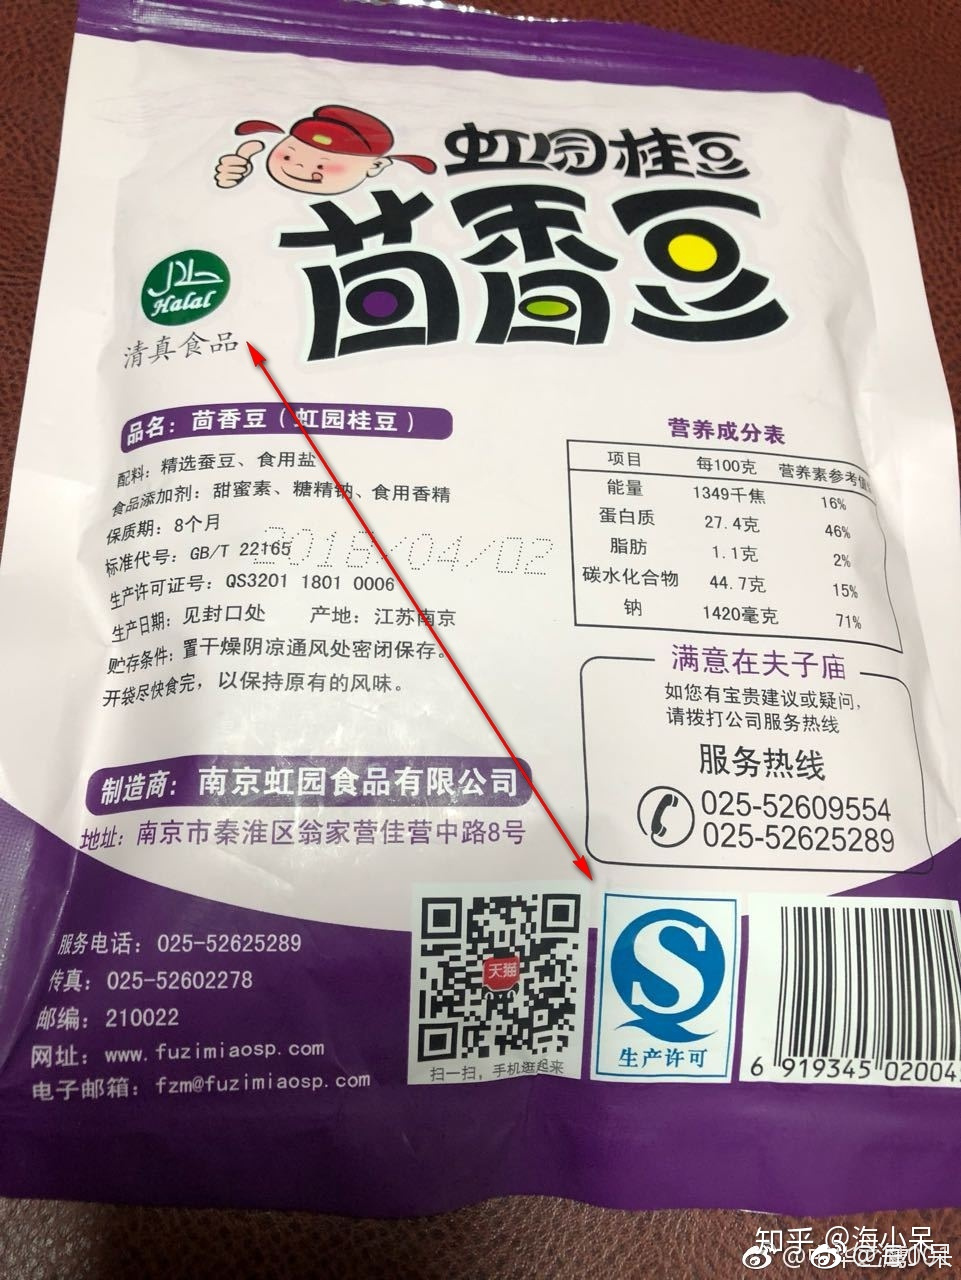 虹园桂豆
茴香豆
حلال
Halal
清真食品
品名：茴香豆（虹园桂豆）
配料：精选蚕豆、食用盐
食品添加剂：甜蜜素、糖精钠、食用香精
保质期：8个月
标准代号：GB/T 22165
2018/04/02
生产许可证号：QS3201 1801 0006
生产日期：见封口处 产地：江苏南京
贮存条件：置干燥阴凉通风处密闭保存。
开袋尽快食完，以保持原有的风味。
营养成分表
项目 每100克 营养素参考值%
能量 1349千焦 16%
蛋白质 27.4克 46%
脂肪 1.1克 2%
碳水化合物 44.7克 15%
钠 1420毫克 71%
满意在夫子庙
如您有宝贵建议或疑问，
请拨打公司服务热线
服务热线
025-52609554
025-52625289
制造商：南京虹园食品有限公司
地址：南京市秦淮区翁家营佳营中路8号
服务电话：025-52625289
传真：025-52602278
邮编：210022
网址：www.fuzimiaosp.com
电子邮箱：fzm@fuzimiaosp.com
天猫
扫一扫，手机逛起来
S
生产许可
6 919345 02004
知乎 @海小呆